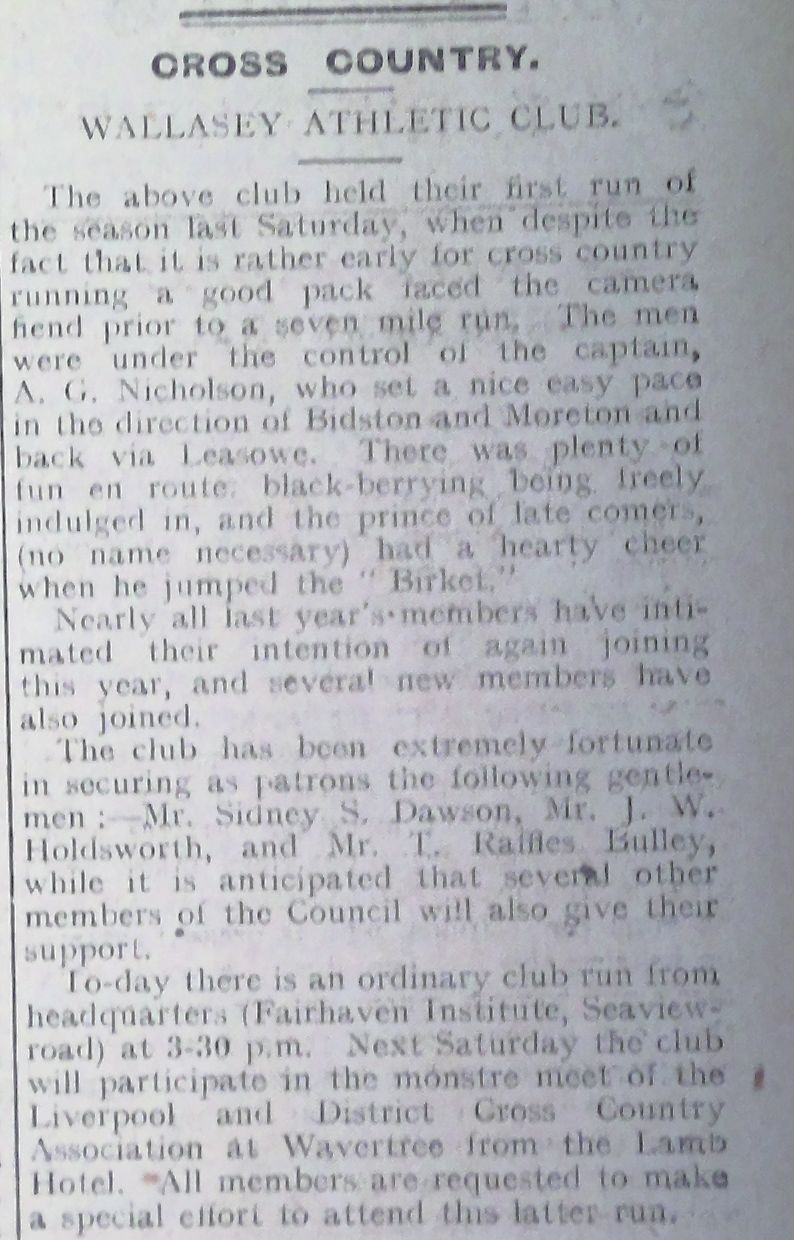 CROSS COUNTRY.
WALLASEY ATHLETIC CLUB.
The above club held their first run of
the season last Saturday, when despite the
fact that it is rather early for cross country
running a good pack faced the camera
fiend prior to a seven mile run. The men
were under the control of the captain,
A. G. Nicholson, who set a nice easy pace
in the direction of Bidston and Moreton and
back via Leasowe. There was plenty of
fun en route, black-berrying being freely
indulged in, and the prince of late comers,
(no name necessary) had a hearty cheer
when he jumped the "Birket."
Nearly all last year's members have inti-
mated their intention of again joining
this year, and several new members have
also joined.
The club has been extremely fortunate
in securing as patrons the following gentle-
men :—Mr. Sidney S. Dawson, Mr. J. W.
Holdsworth, and Mr. T. Raffles Bulley,
while it is anticipated that several other
members of the Council will also give their
support.
To-day there is an ordinary club run from
headquarters (Fairhaven Institute, Seaview-
road) at 3-30 p.m. Next Saturday the club
will participate in the monstre meet of the
Liverpool and District Cross Country
Association at Wavertree from the Lamb
Hotel. All members are requested to make
a special effort to attend this latter run.